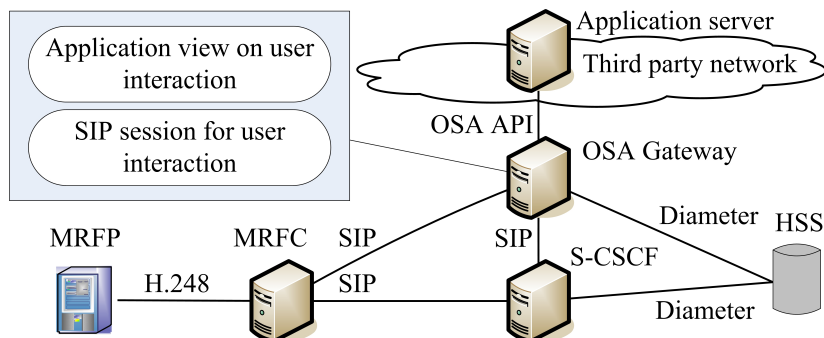 Application server
Application view on user
interaction
Third party network
SIP session for user
interaction
OSA API
OSA Gateway
MRFP
MRFC
SIP
SIP
Diameter
HSS
S-CSCF
H.248
SIP
Diameter